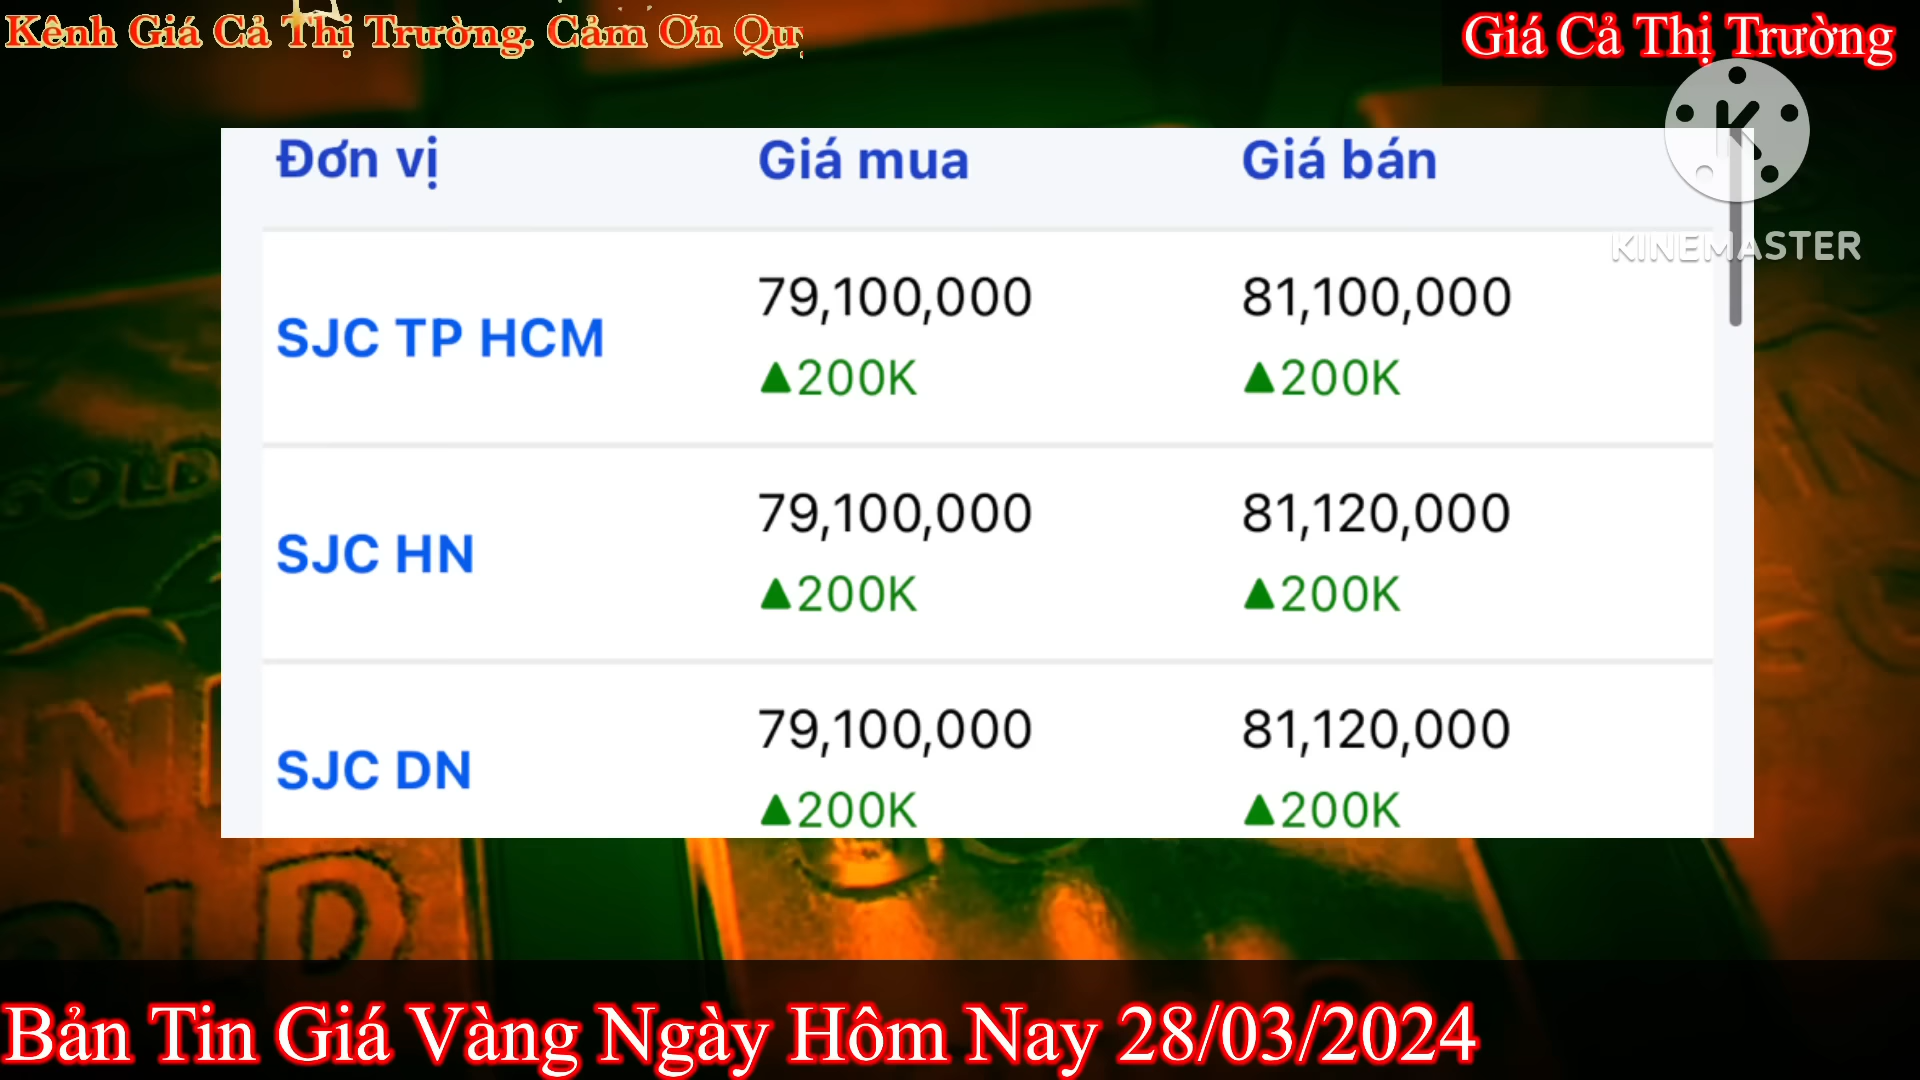 Kênh Giá Cả Thị Trường. Cảm Ơn Qu
Giá Cả Thị Trường
KINEMASTER
Đơn vị Giá mua Giá bán
SJC TP HCM 79,100,000 81,100,000
▲200K ▲200K
SJC HN 79,100,000 81,120,000
▲200K ▲200K
SJC DN 79,100,000 81,120,000
▲200K ▲200K
GOLD
Bản Tin Giá Vàng Ngày Hôm Nay 28/03/2024